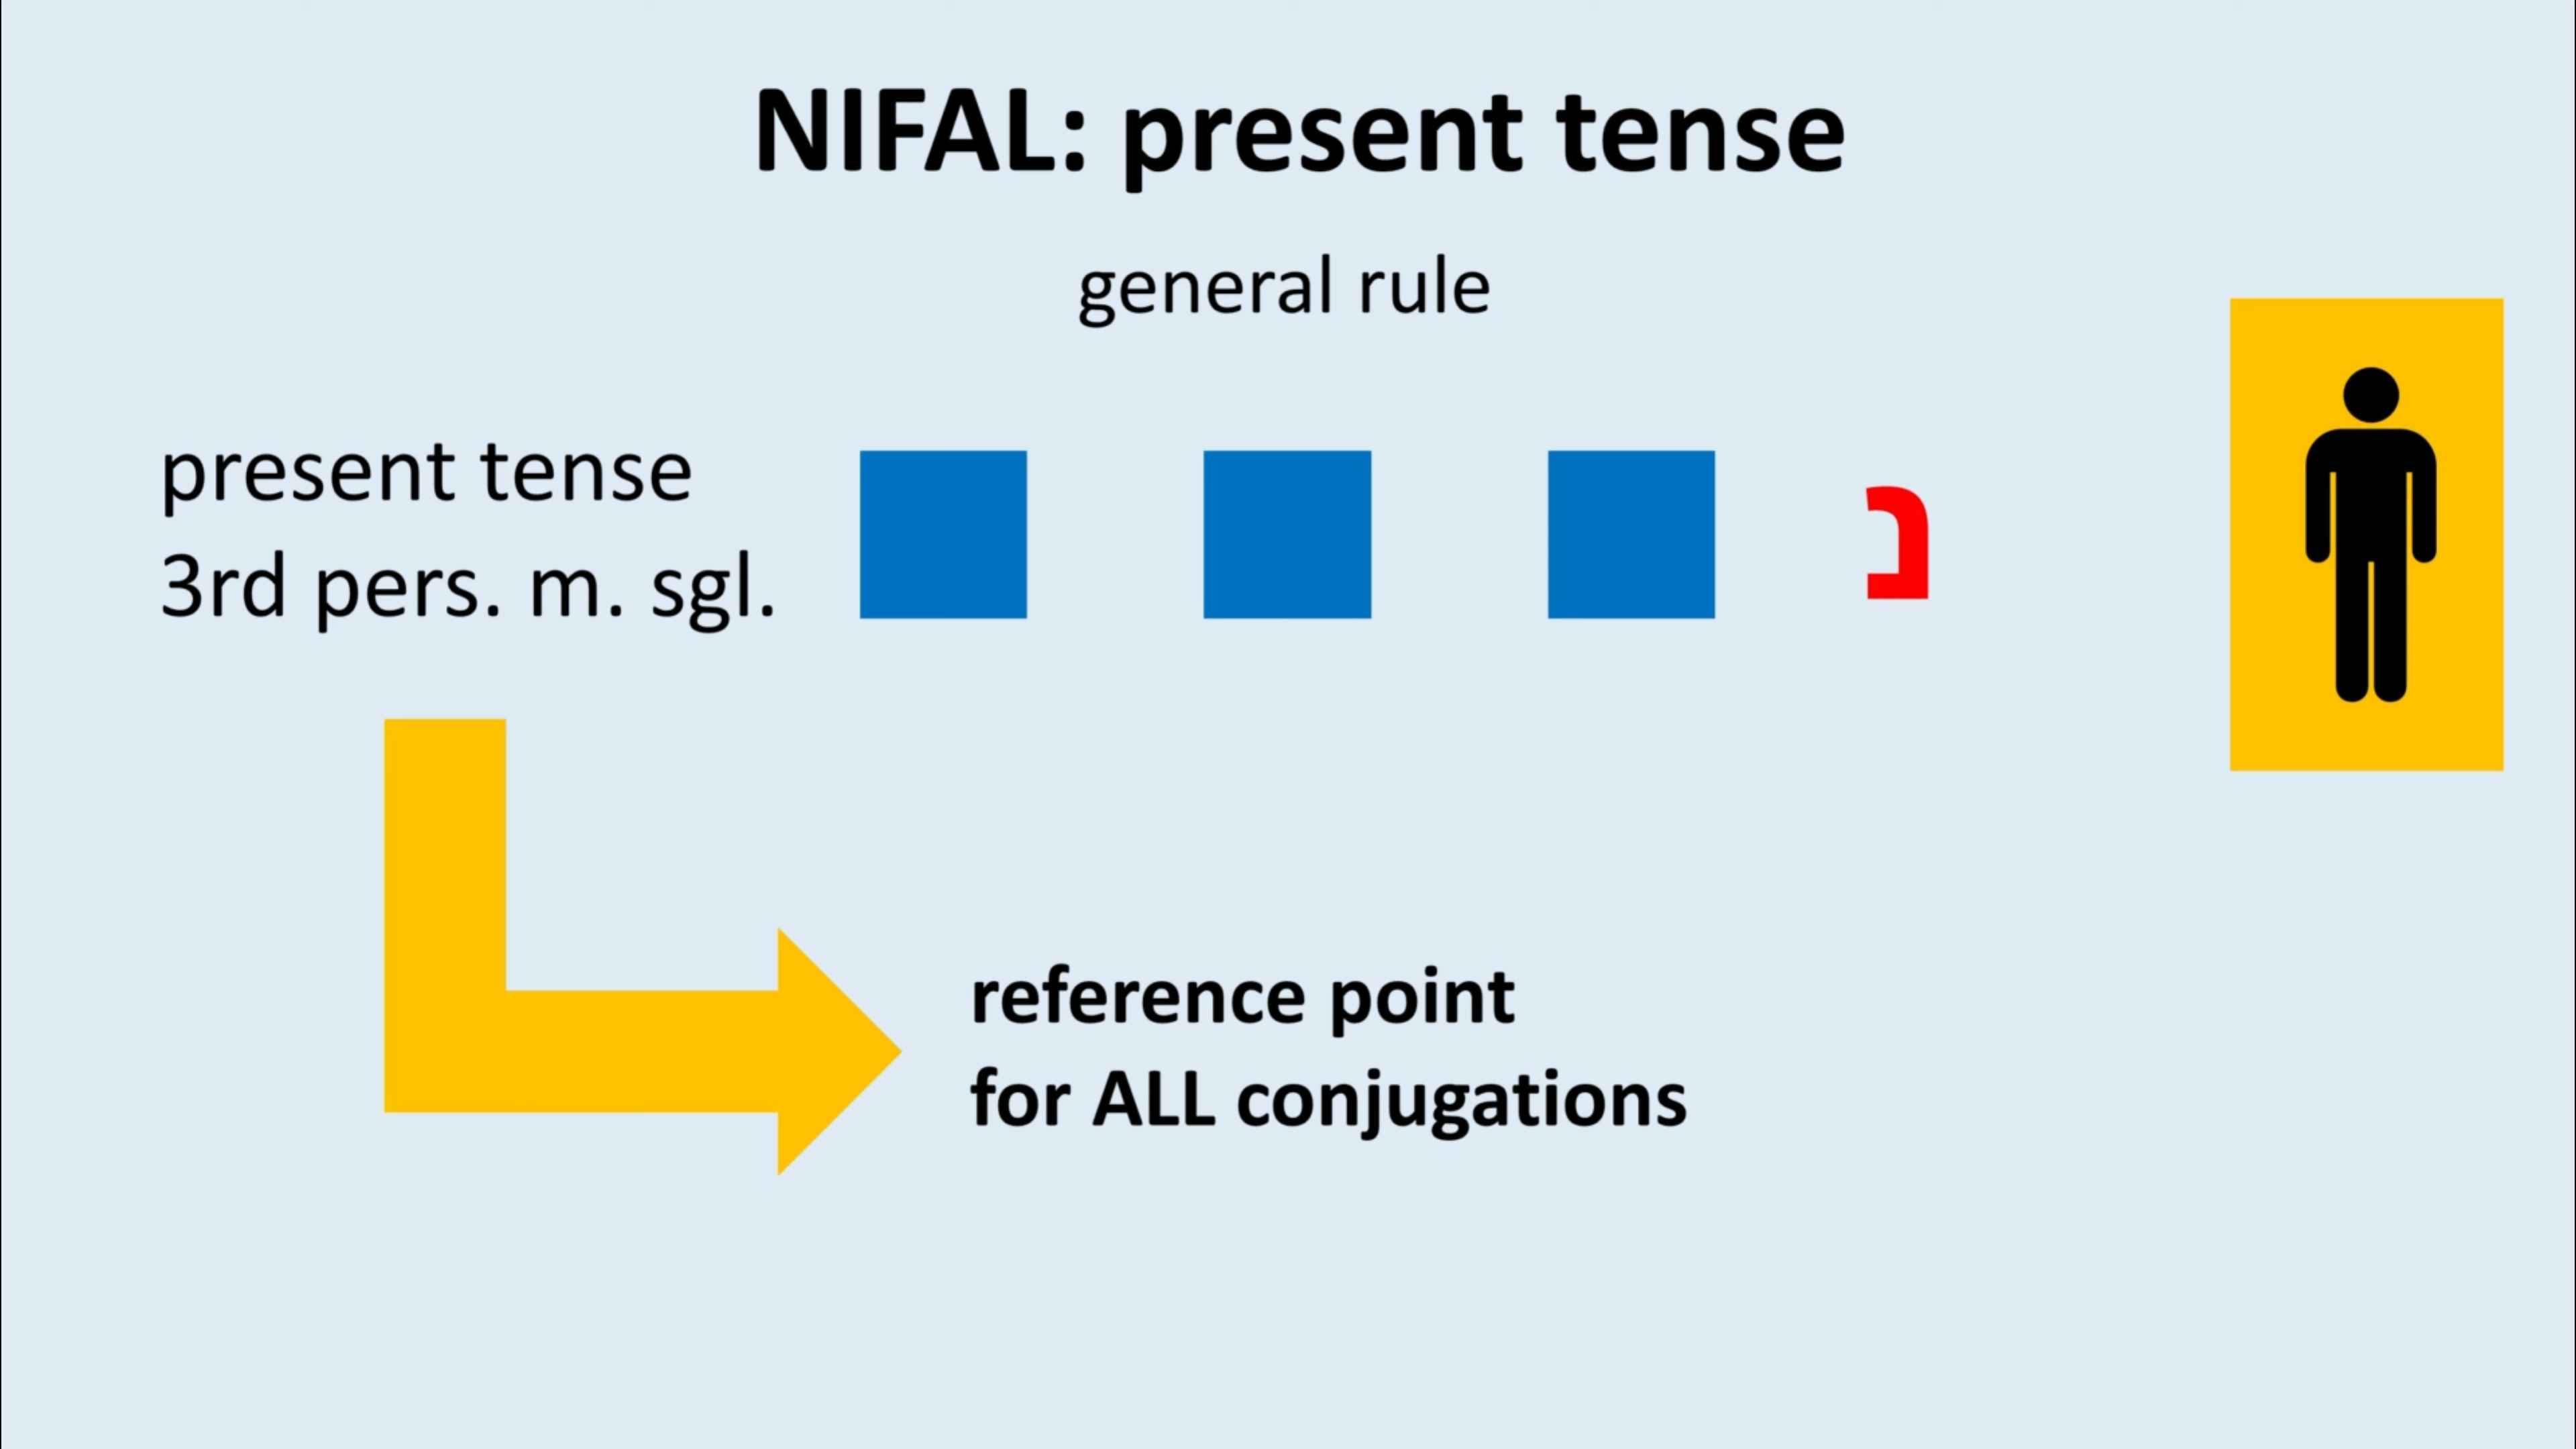 NIFAL: present tense
general rule
present tense
3rd pers. m. sgl.
נ
reference point
for ALL conjugations